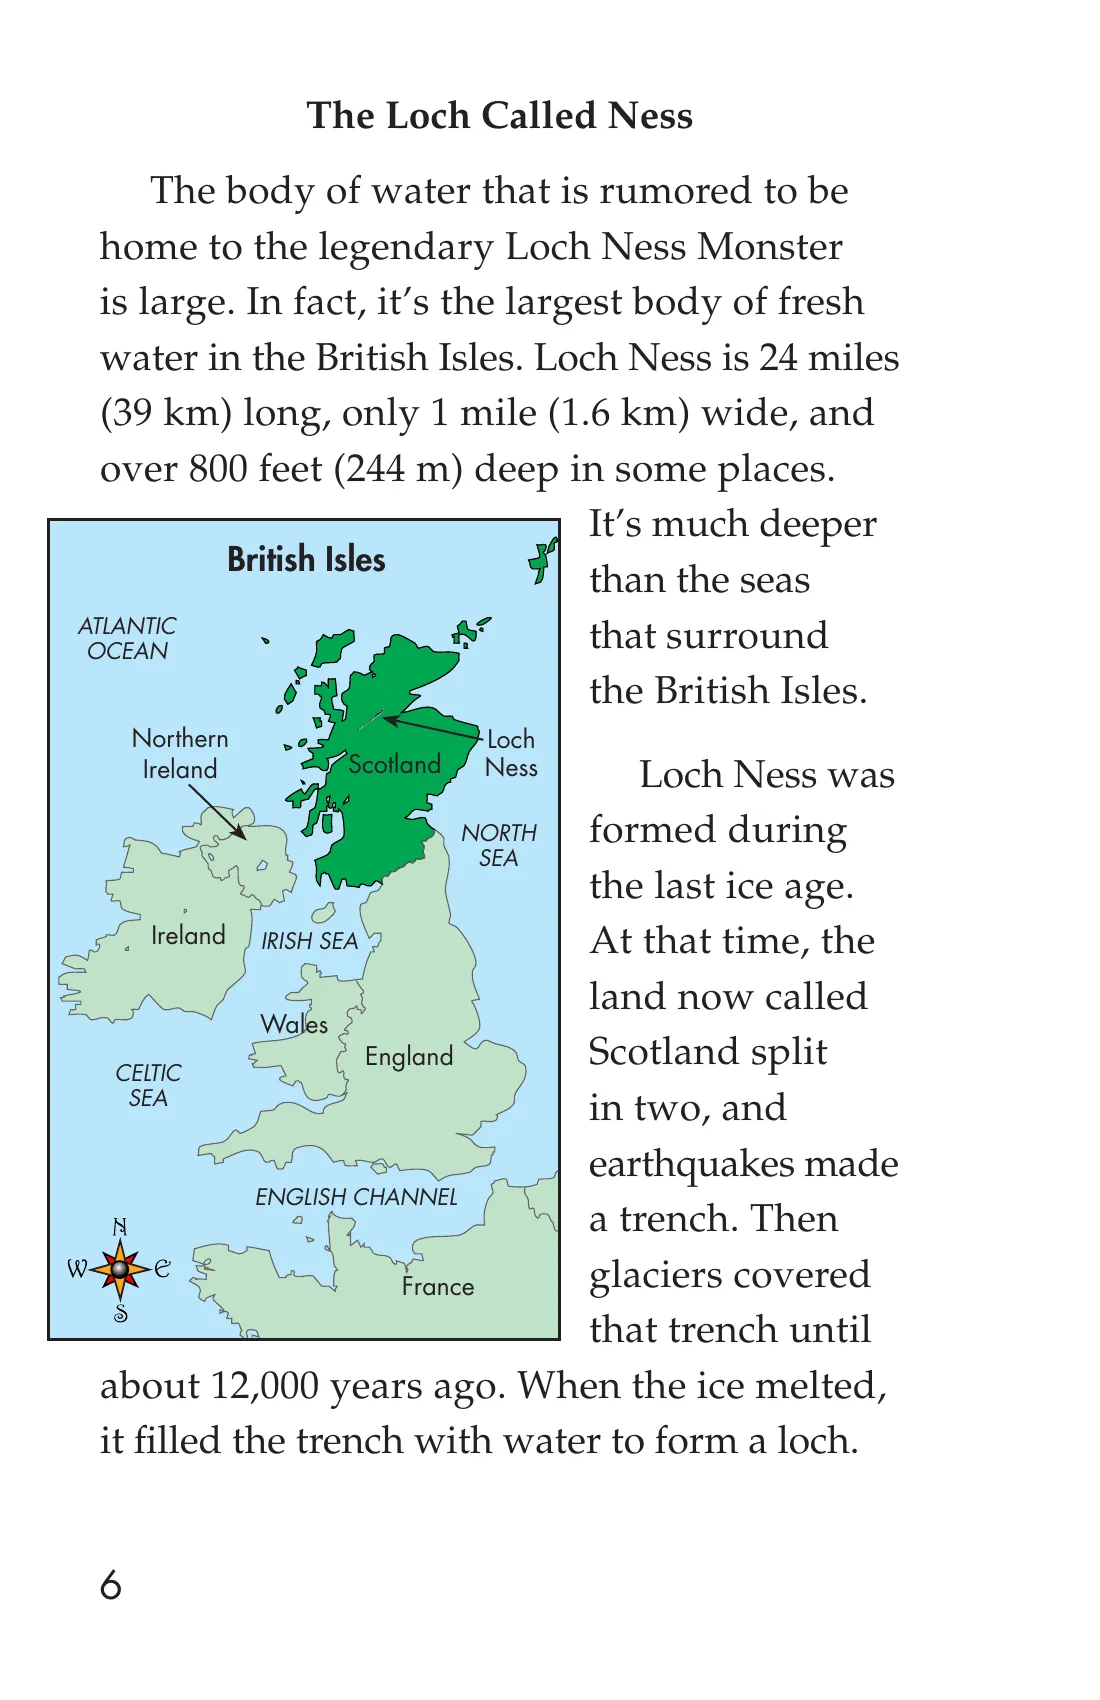 The Loch Called Ness
The body of water that is rumored to be
home to the legendary Loch Ness Monster
is large. In fact, it’s the largest body of fresh
water in the British Isles. Loch Ness is 24 miles
(39 km) long, only 1 mile (1.6 km) wide, and
over 800 feet (244 m) deep in some places.
It’s much deeper
than the seas
that surround
the British Isles.
Loch Ness was
formed during
the last ice age.
At that time, the
land now called
Scotland split
in two, and
earthquakes made
a trench. Then
glaciers covered
that trench until
about 12,000 years ago. When the ice melted,
it filled the trench with water to form a loch.
British Isles
ATLANTIC
OCEAN
Northern
Ireland
Loch
Ness
Scotland
NORTH
SEA
Ireland
IRISH SEA
Wales
England
CELTIC
SEA
ENGLISH CHANNEL
N
W E
S
France
6